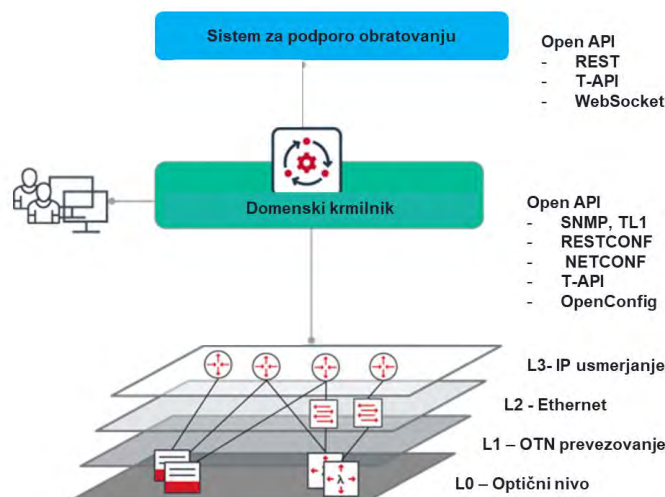 Sistem za podporo obratovanju
Open API
- REST
- T-API
- WebSocket
Domenski krmilnik
Open API
- SNMP, TL1
- RESTCONF
- NETCONF
- T-API
- OpenConfig
L3- IP usmerjanje
L2 - Ethernet
L1 – OTN prevezovanje
λ
λ
L0 – Optični nivo